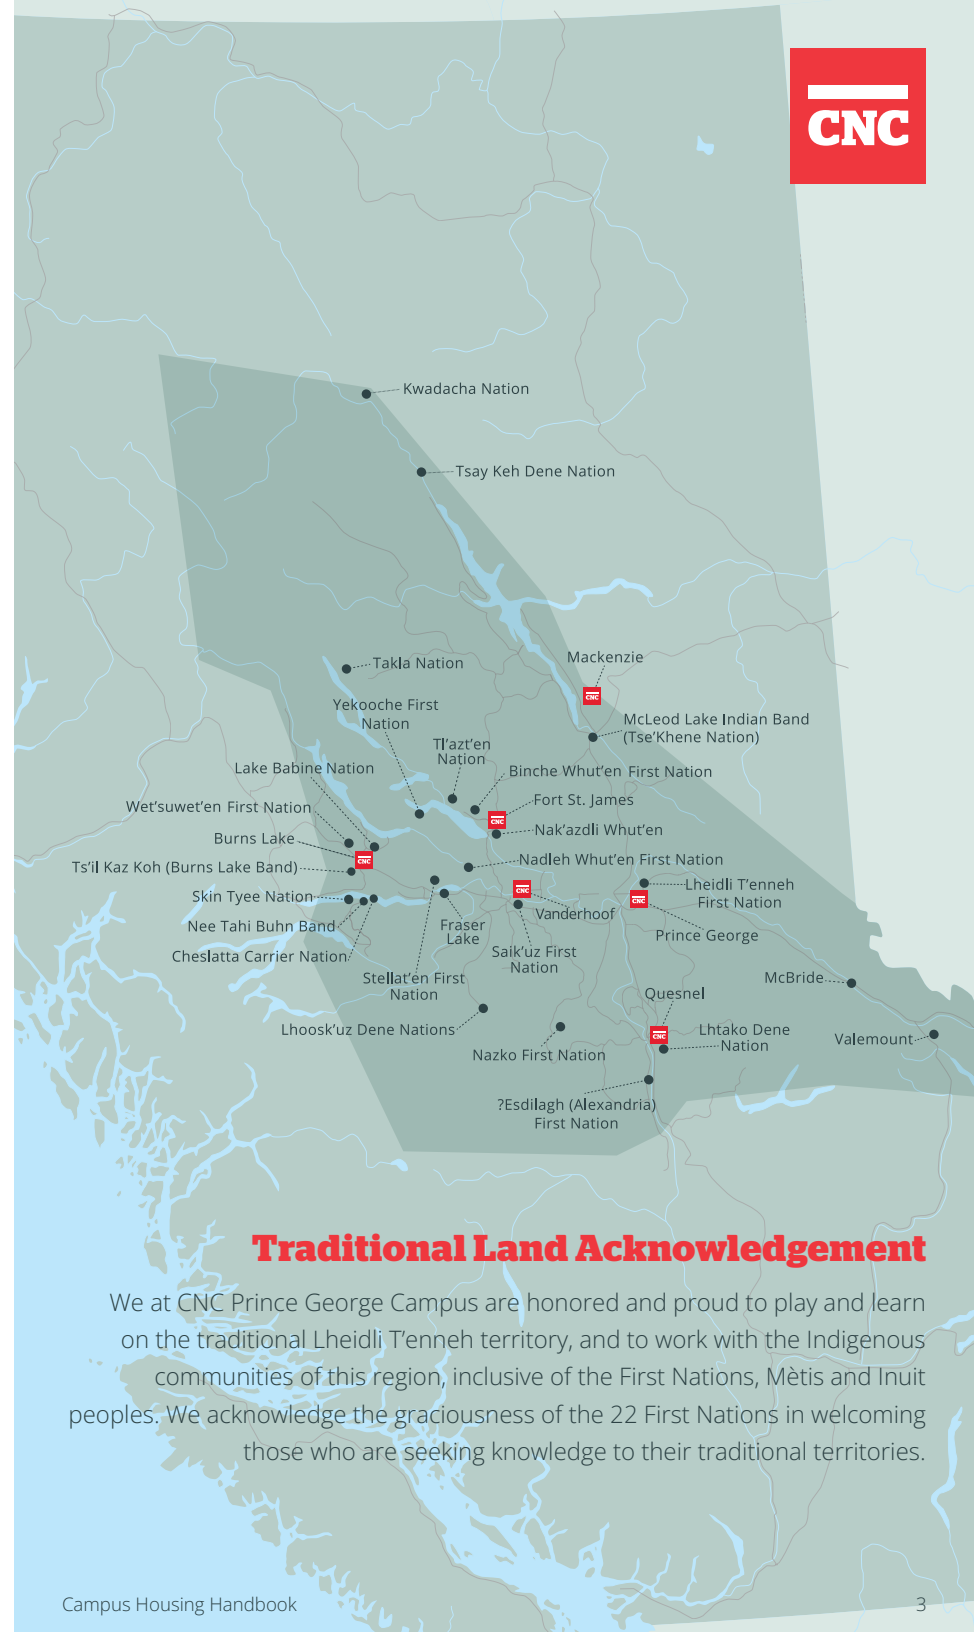 CNC
Kwadacha Nation
Tsay Keh Dene Nation
Takla Nation
Mackenzie
CNC
Yekooche First
Nation
McLeod Lake Indian Band
(Tse'Khene Nation)
Tl'azt'en
Nation
Lake Babine Nation
Binche Whut'en First Nation
Wet'suwet'en First Nation
Fort St. James
CNC
Burns Lake
CNC
Nak'azdli Whut'en
Ts'il Kaz Koh (Burns Lake Band)
Nadleh Whut'en First Nation
Skin Tyee Nation
CNC
Lheidli T'enneh
First Nation
CNC
Nee Tahi Buhn Band
Fraser
Lake
Vanderhoof
Prince George
Cheslatta Carrier Nation
Saik'uz First
Nation
Stellat'en First
Nation
McBride
Quesnel
CNC
Lhoosk'uz Dene Nations
Nazko First Nation
Lhtako Dene
Nation
Valemount
?Esdilagh (Alexandria)
First Nation
Traditional Land Acknowledgement
We at CNC Prince George Campus are honored and proud to play and learn
on the traditional Lheidli T'enneh territory, and to work with the Indigenous
communities of this region, inclusive of the First Nations, Mètis and Inuit
peoples. We acknowledge the graciousness of the 22 First Nations in welcoming
those who are seeking knowledge to their traditional territories.
Campus Housing Handbook
3